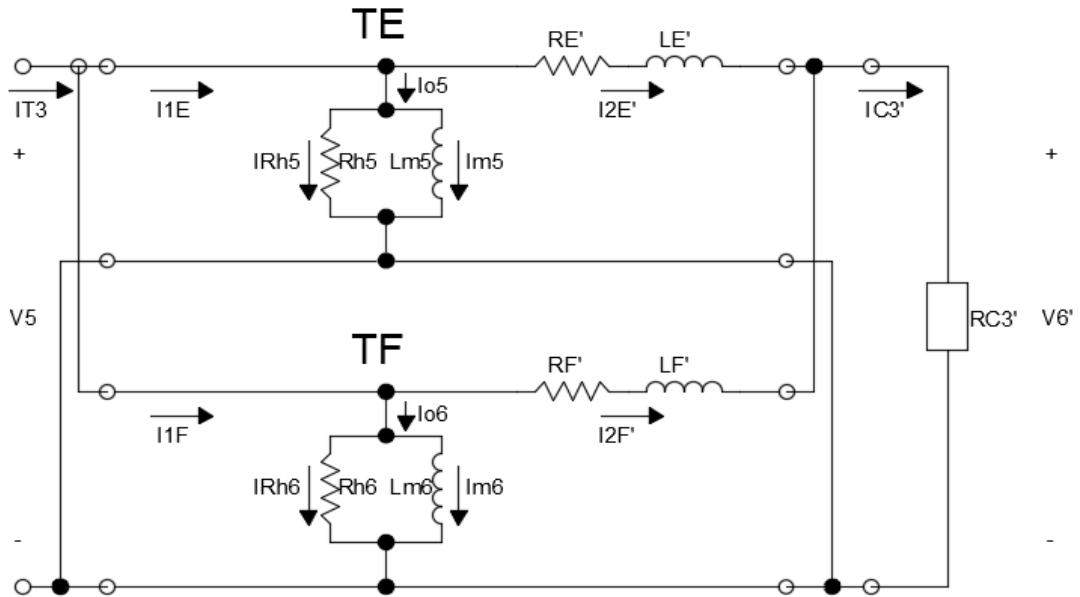 TE
RE' LE'
IT3 I1E Io5 I2E' IC3'
+ IRh5 Rh5 Lm5 Im5 +
V5 RC3' V6'
TF
RF' LF'
I1F Io6 I2F'
IRh6 Rh6 Lm6 Im6
- -